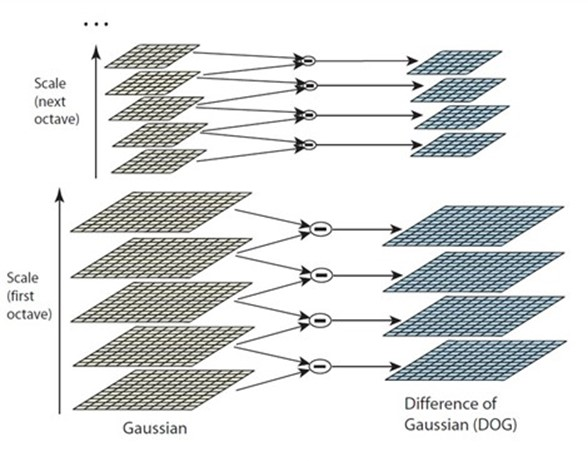 ...
Scale
(next
octave)
Scale
(first
octave)
Gaussian
Difference of
Gaussian (DOG)